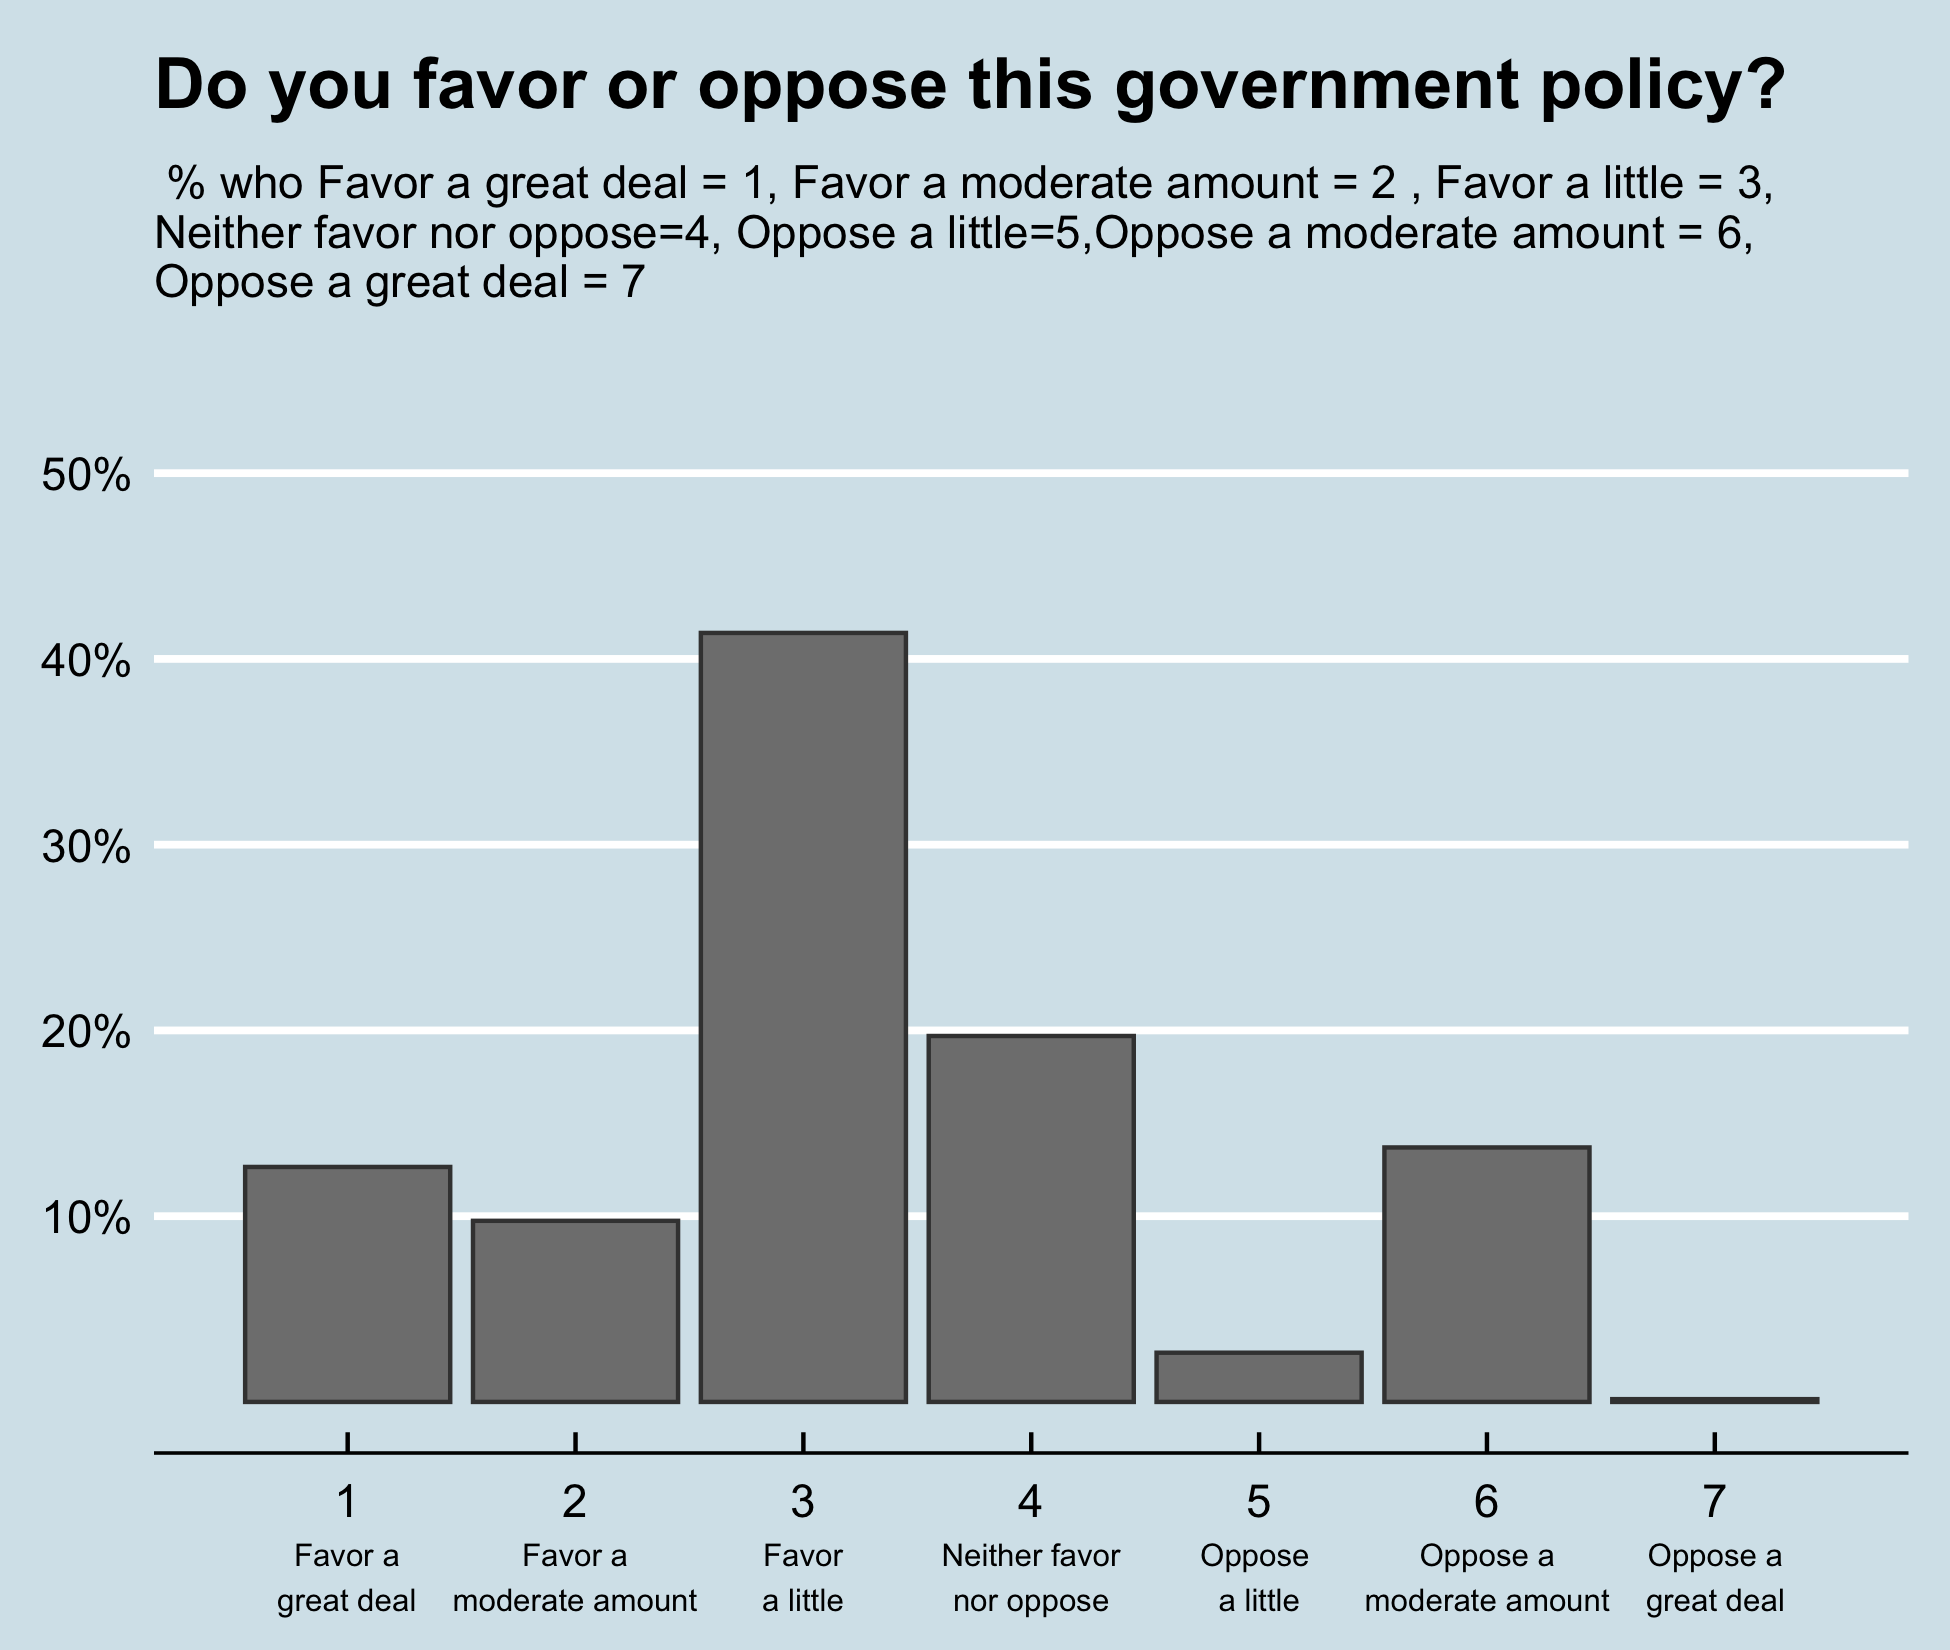 Do you favor or oppose this government policy?
% who Favor a great deal = 1, Favor a moderate amount = 2 , Favor a little = 3,
Neither favor nor oppose=4, Oppose a little=5,Oppose a moderate amount = 6,
Oppose a great deal = 7
50%
40%
30%
20%
10%
1 2 3 4 5 6 7
Favor a Favor a Favor Neither favor Oppose Oppose a Oppose a
great deal moderate amount a little nor oppose a little moderate amount great deal